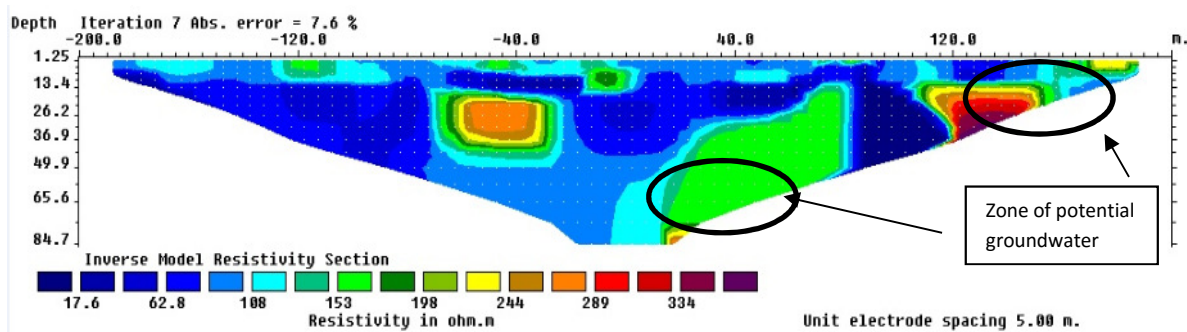 Depth Iteration 7 Abs. error = 7.6 %
-200.0 -120.0 -40.0 40.0 120.0 m.
1.25
13.4
26.2
36.9
49.9
65.6
84.7
Zone of potential
groundwater
Inverse Model Resistivity Section
17.6 62.8 108 153 198 244 289 334
Resistivity in ohm.m Unit electrode spacing 5.00 m.